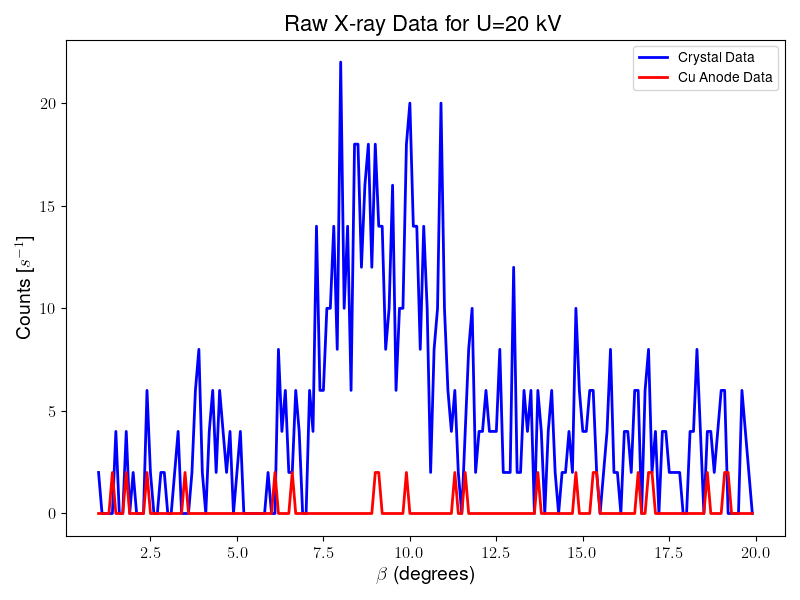 Raw X-ray Data for U=20 kV
Crystal Data
Cu Anode Data
Counts [s⁻¹]
20
15
10
5
0
2.5 5.0 7.5 10.0 12.5 15.0 17.5 20.0
β (degrees)